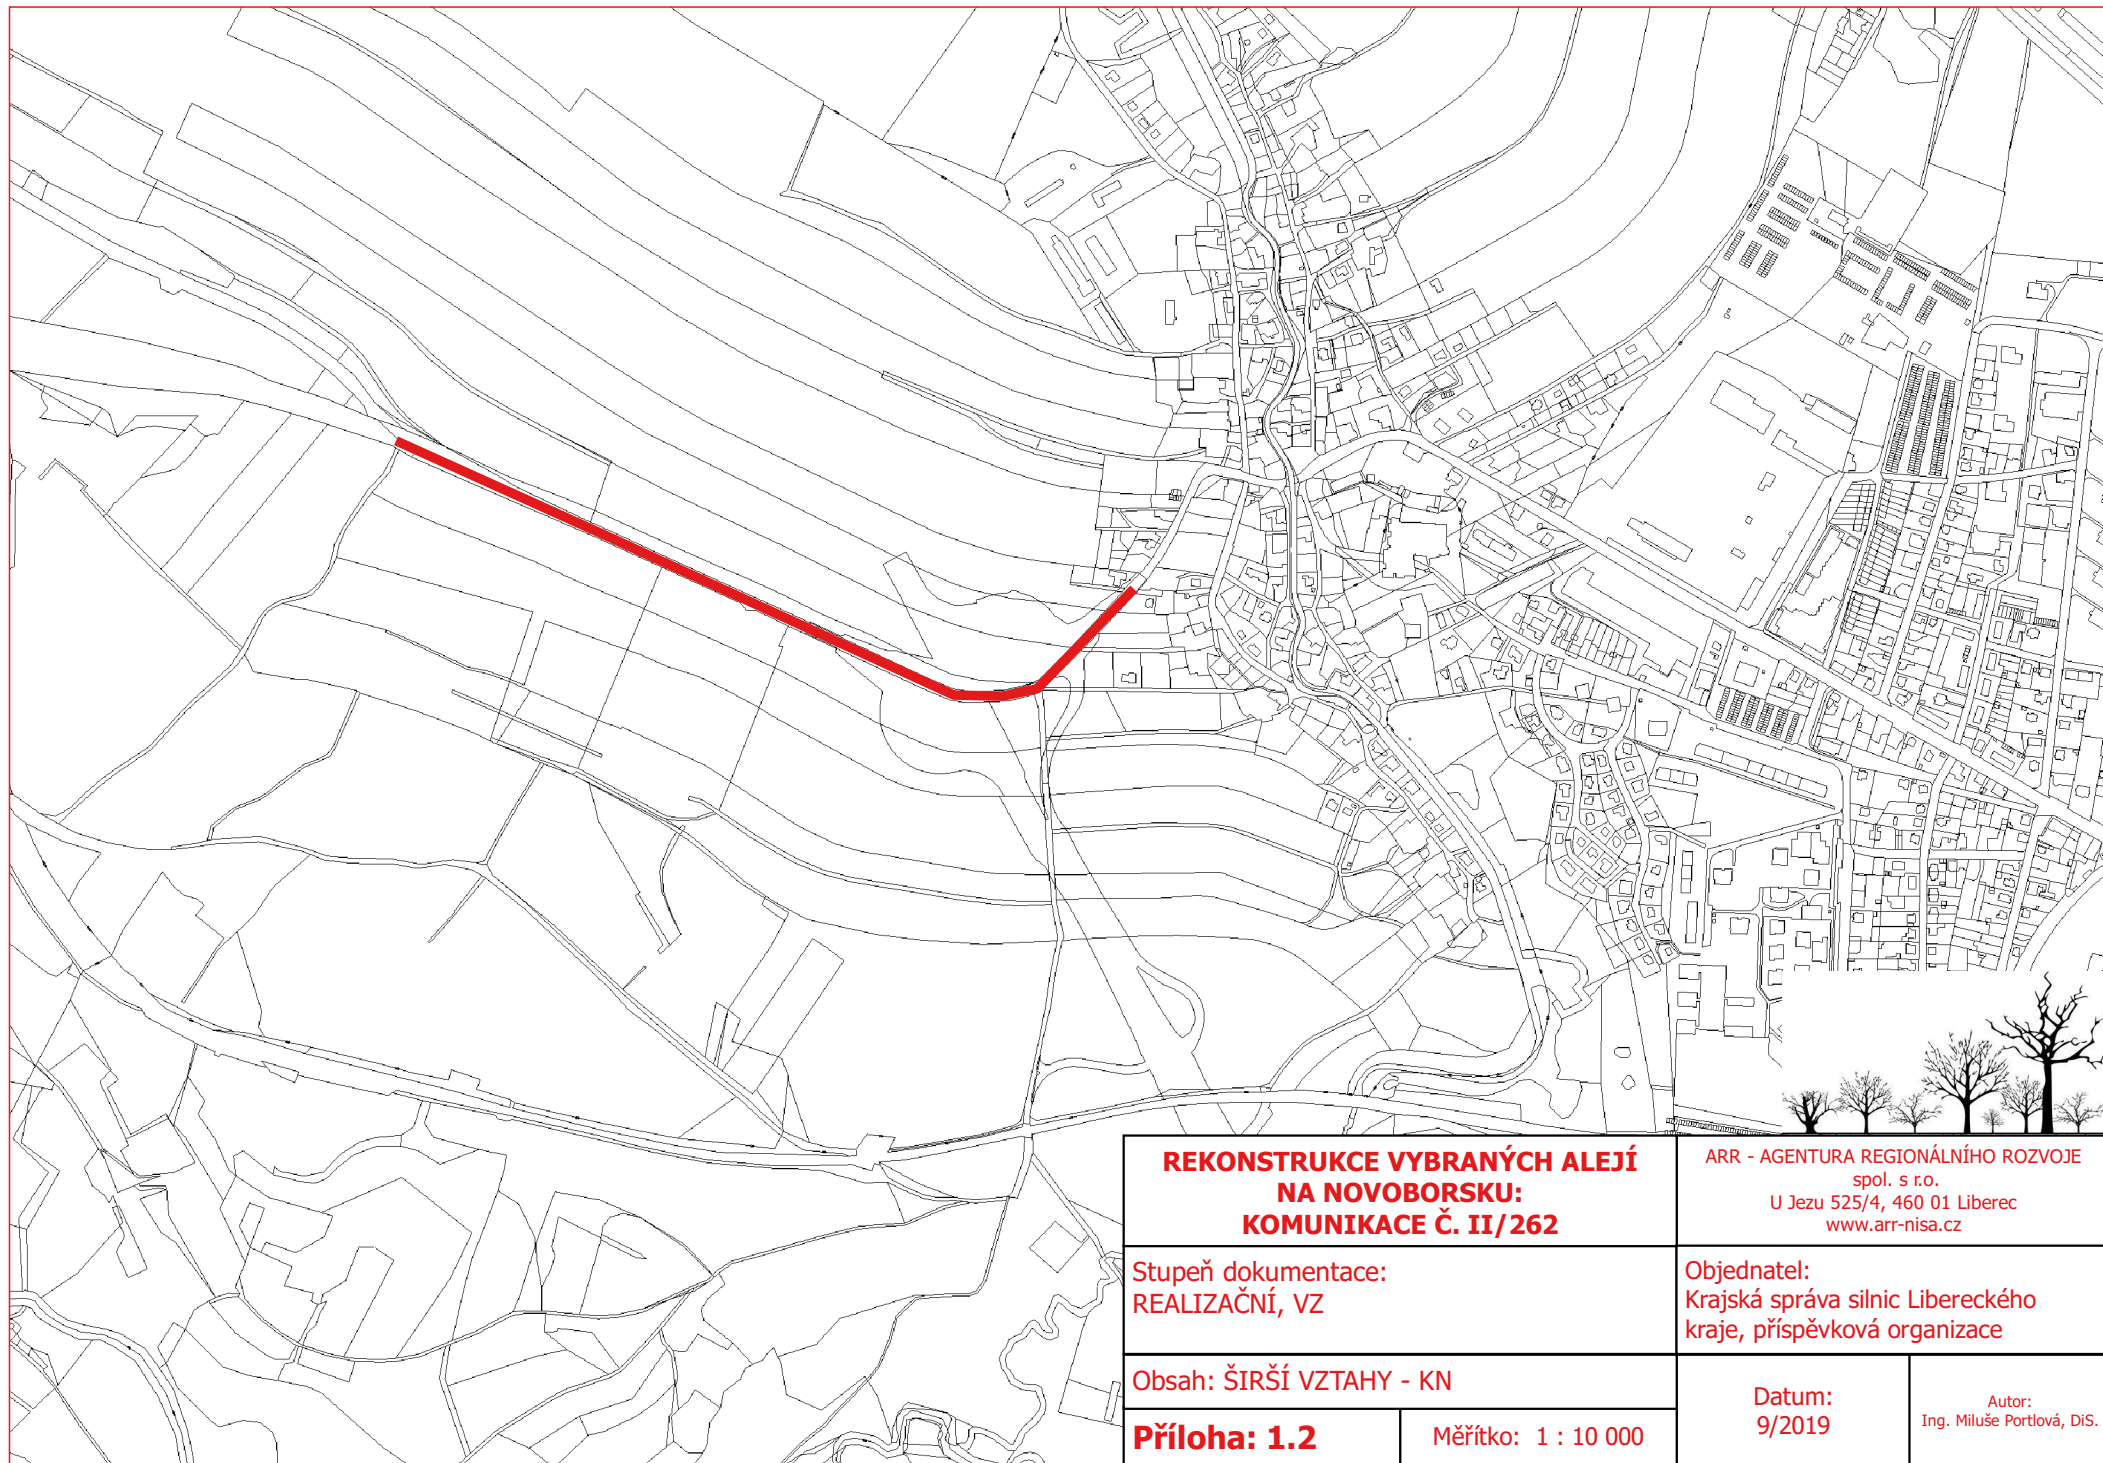 REKONSTRUKCE VYBRANÝCH ALEJÍ
NA NOVOBORSKU:
KOMUNIKACE Č. II/262
ARR - AGENTURA REGIONÁLNÍHO ROZVOJE
spol. s r.o.
U Jezu 525/4, 460 01 Liberec
www.arr-nisa.cz
Stupeň dokumentace:
REALIZAČNÍ, VZ
Objednatel:
Krajská správa silnic Libereckého
kraje, příspěvková organizace
Obsah: ŠIRŠÍ VZTAHY - KN
Příloha: 1.2
Měřítko: 1 : 10 000
Datum:
9/2019
Autor:
Ing. Miluše Portlová, DiS.